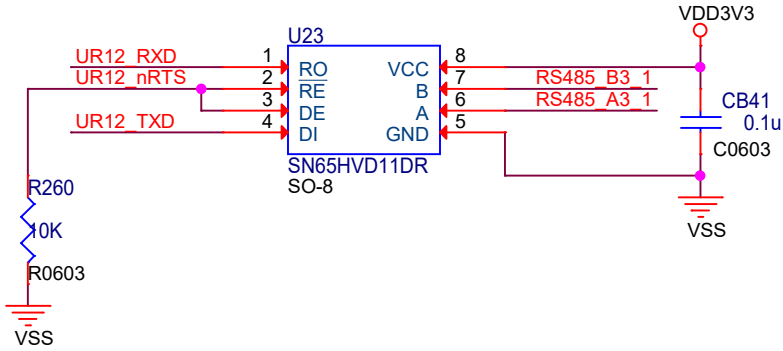 VDD3V3
U23
UR12_RXD 1 RO VCC 8
UR12_nRTS 2 RE B 7 RS485_B3_1
3 DE A 6 RS485_A3_1
UR12_TXD 4 DI GND 5
CB41
0.1u
C0603
SN65HVD11DR
SO-8
R260
10K
R0603
VSS
VSS